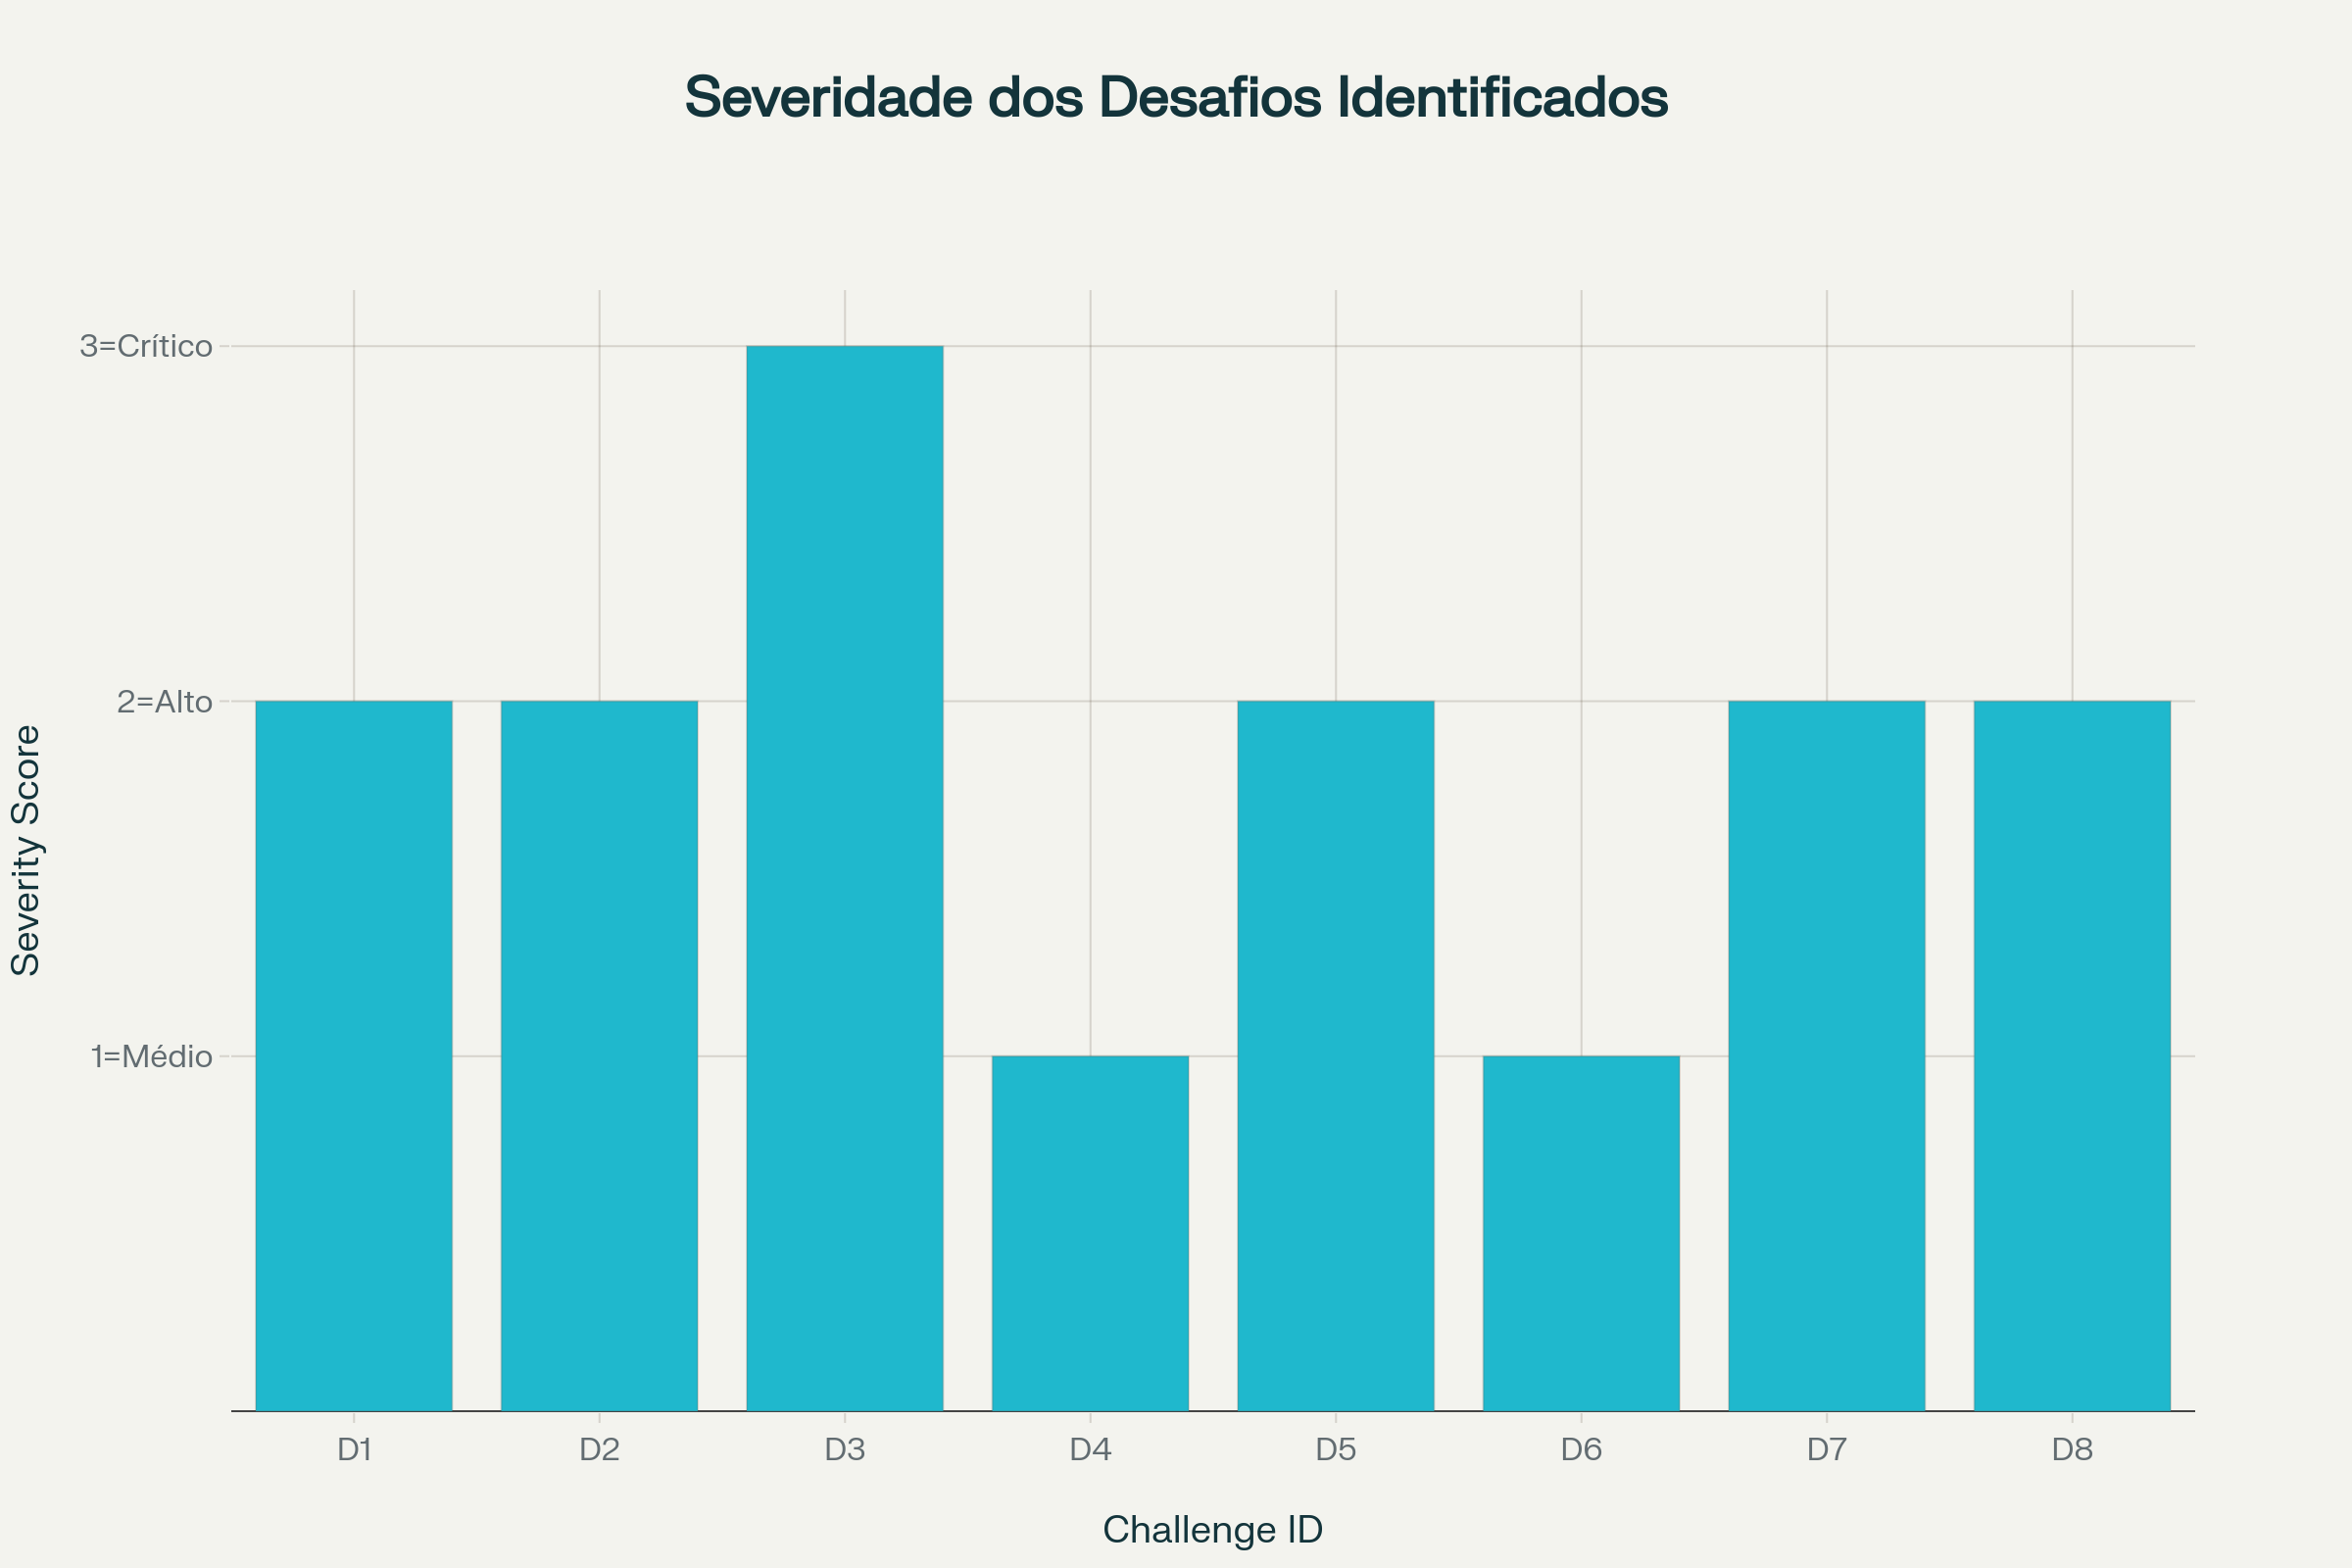 Severidade dos Desafios Identificados
3=Crítico
2=Alto
1=Médio
Severity Score
D1 D2 D3 D4 D5 D6 D7 D8
Challenge ID